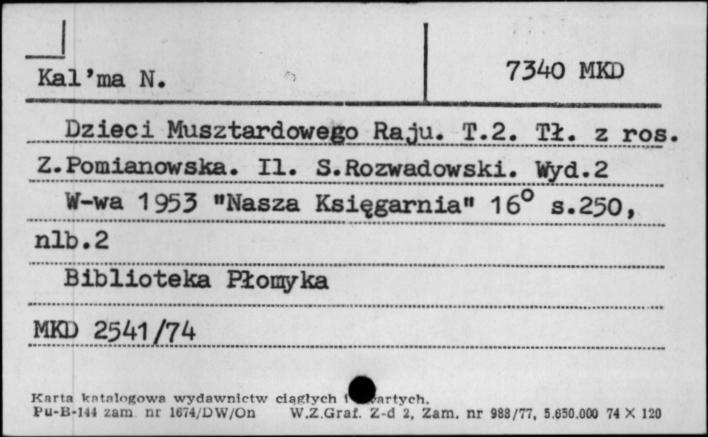 Kal'ma N.
7340 MKD
Dzieci Musztardowego Raju. T.2. Tł. z ros.
Z.Pomianowska. Il. S.Rozwadowski. Wyd.2
W-wa 1953 "Nasza Księgarnia" 16° s.250,
nlb.2
Biblioteka Płomyka
MKD 2541/74
Karta katalogowa wydawnictw ciągłych i
Pu-B-144 zam. nr 1674/DW/On W.Z.Graf. Z-d 2, Zam. nr 988/77, 5.650.000 74 X 120